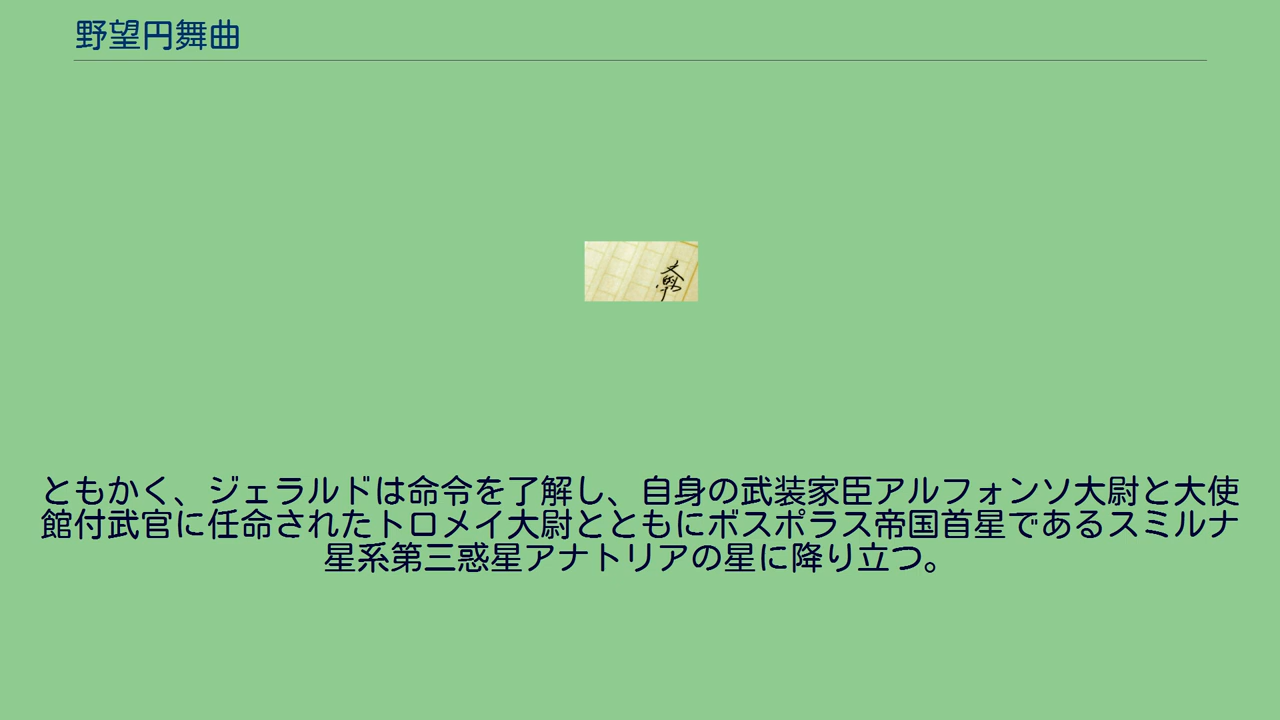 野望円舞曲
ともかく、ジェラルドは命令を了解し、自身の武装家臣アルフォンソ大尉と大使
館付武官に任命されたトロメイ大尉とともにボスポラス帝国首星であるスミルナ
星系第三惑星アナトリアの星に降り立つ。